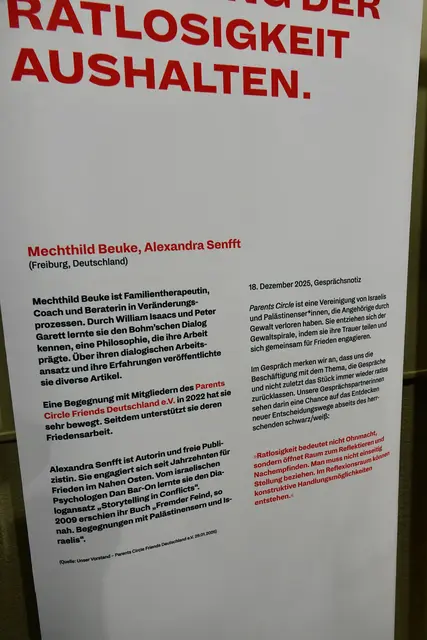 RATLOSIGKEIT
AUSHALTEN.
Mechthild Beuke, Alexandra Senfft
(Freiburg, Deutschland)
Mechthild Beuke ist Familientherapeutin,
Coach und Beraterin in Veränderungs-
prozessen. Durch William Isaacs und Peter
Garett lernte sie den Bohm'schen Dialog
kennen, eine Philosophie, die ihre Arbeit
prägte. Über ihren dialogischen Arbeits-
ansatz und ihre Erfahrungen veröffentlichte
sie diverse Artikel.
Eine Begegnung mit Mitgliedern des Parents
Circle Friends Deutschland e.V. in 2022 hat sie
sehr bewegt. Seitdem unterstützt sie deren
Friedensarbeit.
Alexandra Senfft ist Autorin und freie Publi-
zistin. Sie engagiert sich seit Jahrzehnten für
Frieden im Nahen Osten. Vom israelischen
Psychologen Dan Bar-On lernte sie den Dia-
logansatz „Storytelling in Conflicts".
2009 erschien ihr Buch „Fremder Feind, so
nah. Begegnungen mit Palästinensern und Is-
raelis".
(Quelle: Unser Vorstand – Parents Circle Friends Deutschland e.V. 29.01.2025)
18. Dezember 2025, Gesprächsnotiz
Parents Circle ist eine Vereinigung von Israelis
und Palästinenser*innen, die Angehörige durch
Gewalt verloren haben. Sie entziehen sich der
Gewaltspirale, indem sie ihre Trauer teilen und
sich gemeinsam für Frieden engagieren.
Im Gespräch merken wir an, dass uns die
Beschäftigung mit dem Thema, die Gespräche
und nicht zuletzt das Stück immer wieder ratlos
zurücklassen. Unsere Gesprächspartnerinnen
sehen darin eine Chance auf das Entdecken
neuer Entscheidungswege abseits des herr-
schenden schwarz/weiß:
»Ratlosigkeit bedeutet nicht Ohnmacht,
sondern öffnet Raum zum Reflektieren und
Nachempfinden. Man muss nicht einseitig
Stellung beziehen. Im Reflexionsraum können
konstruktive Handlungsmöglichkeiten
entstehen.«